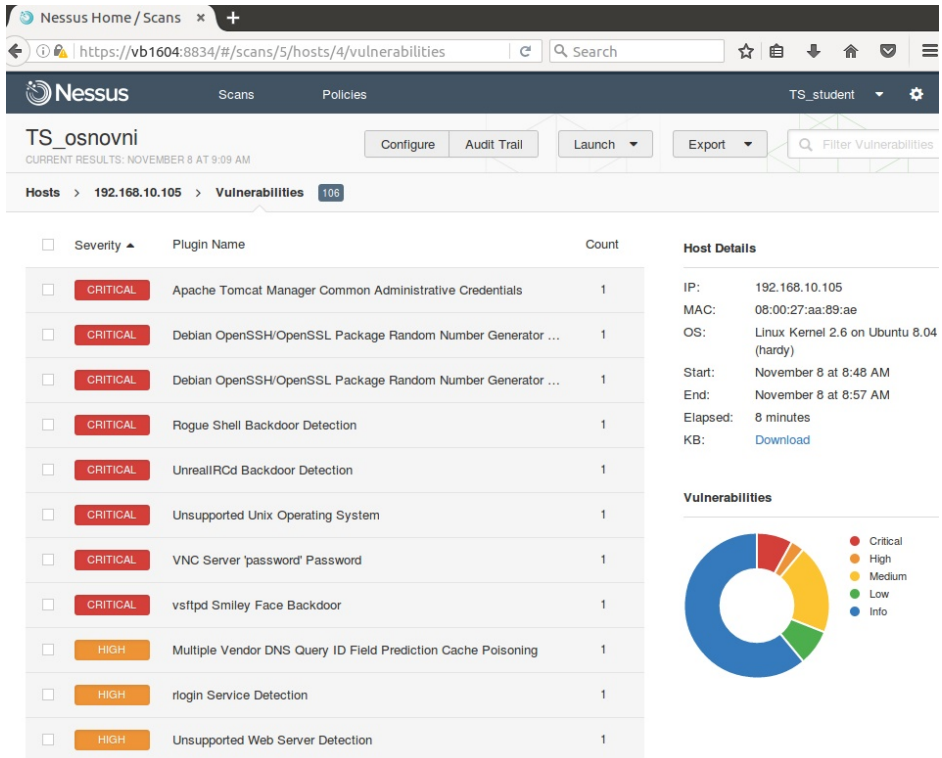 Nessus Home / Scans × +
https://vb1604:8834/#/scans/5/hosts/4/vulnerabilities Search
Nessus Scans Policies TS_student
TS_osnovni
CURRENT RESULTS: NOVEMBER 8 AT 9:09 AM
Configure Audit Trail Launch Export Filter Vulnerabilities
Hosts > 192.168.10.105 > Vulnerabilities 106
Severity Plugin Name Count
CRITICAL Apache Tomcat Manager Common Administrative Credentials 1
CRITICAL Debian OpenSSH/OpenSSL Package Random Number Generator ... 1
CRITICAL Debian OpenSSH/OpenSSL Package Random Number Generator ... 1
CRITICAL Rogue Shell Backdoor Detection 1
CRITICAL UnrealIRCd Backdoor Detection 1
CRITICAL Unsupported Unix Operating System 1
CRITICAL VNC Server 'password' Password 1
CRITICAL vsftpd Smiley Face Backdoor 1
HIGH Multiple Vendor DNS Query ID Field Prediction Cache Poisoning 1
HIGH rlogin Service Detection 1
HIGH Unsupported Web Server Detection 1
Host Details
IP: 192.168.10.105
MAC: 08:00:27:aa:89:ae
OS: Linux Kernel 2.6 on Ubuntu 8.04
(hardy)
Start: November 8 at 8:48 AM
End: November 8 at 8:57 AM
Elapsed: 8 minutes
KB: Download
Vulnerabilities
Critical
High
Medium
Low
Info